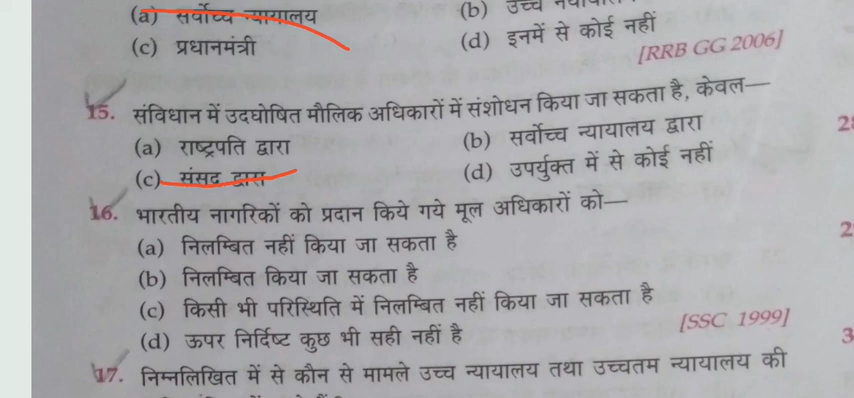 (a) सर्वोच्च न्यायालय (b) उच्च
(c) प्रधानमंत्री (d) इनमें से कोई नहीं
[RRB GG 2006]
15. संविधान में उदघोषित मौलिक अधिकारों में संशोधन किया जा सकता है, केवल—
(a) राष्ट्रपति द्वारा (b) सर्वोच्च न्यायालय द्वारा
(c) संसद द्वारा (d) उपर्युक्त में से कोई नहीं
16. भारतीय नागरिकों को प्रदान किये गये मूल अधिकारों को—
(a) निलम्बित नहीं किया जा सकता है
(b) निलम्बित किया जा सकता है
(c) किसी भी परिस्थिति में निलम्बित नहीं किया जा सकता है
(d) ऊपर निर्दिष्ट कुछ भी सही नहीं है
[SSC 1999]
17. निम्नलिखित में से कौन से मामले उच्च न्यायालय तथा उच्चतम न्यायालय की